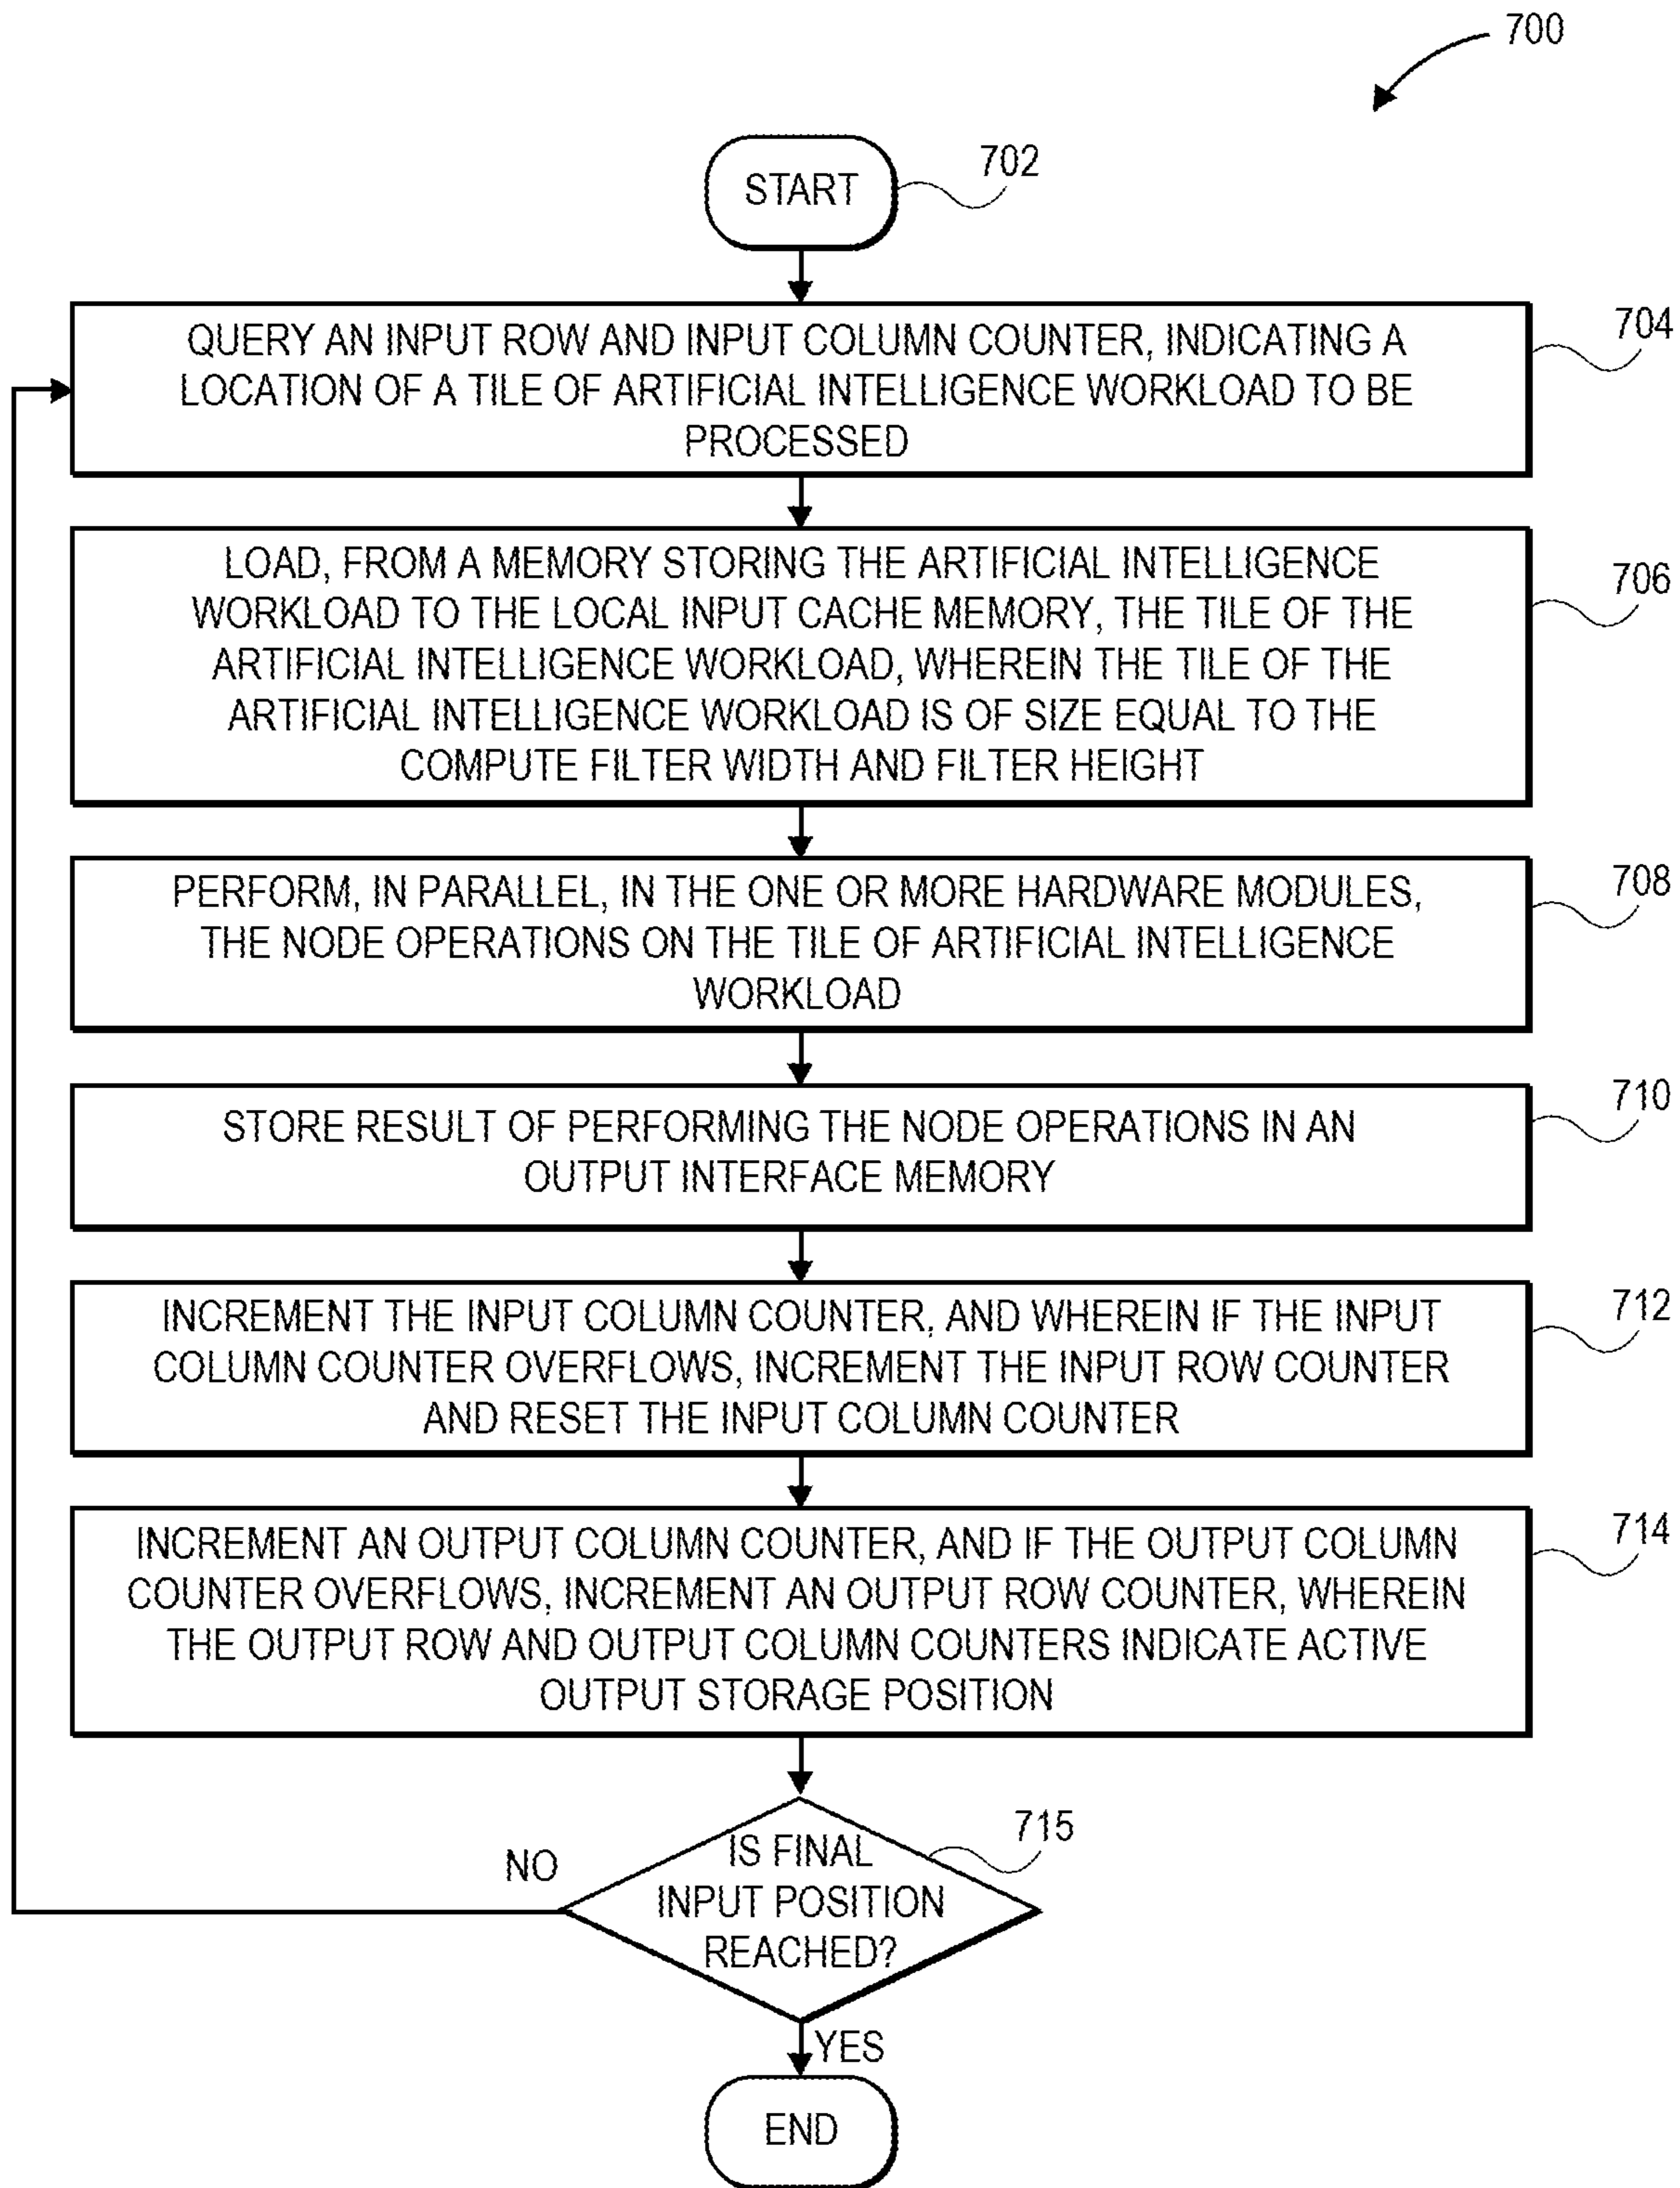 700
START
702
QUERY AN INPUT ROW AND INPUT COLUMN COUNTER, INDICATING A
LOCATION OF A TILE OF ARTIFICIAL INTELLIGENCE WORKLOAD TO BE
PROCESSED
704
LOAD, FROM A MEMORY STORING THE ARTIFICIAL INTELLIGENCE
WORKLOAD TO THE LOCAL INPUT CACHE MEMORY, THE TILE OF THE
ARTIFICIAL INTELLIGENCE WORKLOAD, WHEREIN THE TILE OF THE
ARTIFICIAL INTELLIGENCE WORKLOAD IS OF SIZE EQUAL TO THE
COMPUTE FILTER WIDTH AND FILTER HEIGHT
706
PERFORM, IN PARALLEL, IN THE ONE OR MORE HARDWARE MODULES,
THE NODE OPERATIONS ON THE TILE OF ARTIFICIAL INTELLIGENCE
WORKLOAD
708
STORE RESULT OF PERFORMING THE NODE OPERATIONS IN AN
OUTPUT INTERFACE MEMORY
710
INCREMENT THE INPUT COLUMN COUNTER, AND WHEREIN IF THE INPUT
COLUMN COUNTER OVERFLOWS, INCREMENT THE INPUT ROW COUNTER
AND RESET THE INPUT COLUMN COUNTER
712
INCREMENT AN OUTPUT COLUMN COUNTER, AND IF THE OUTPUT COLUMN
COUNTER OVERFLOWS, INCREMENT AN OUTPUT ROW COUNTER, WHEREIN
THE OUTPUT ROW AND OUTPUT COLUMN COUNTERS INDICATE ACTIVE
OUTPUT STORAGE POSITION
714
IS FINAL
INPUT POSITION
REACHED?
715
NO
YES
END